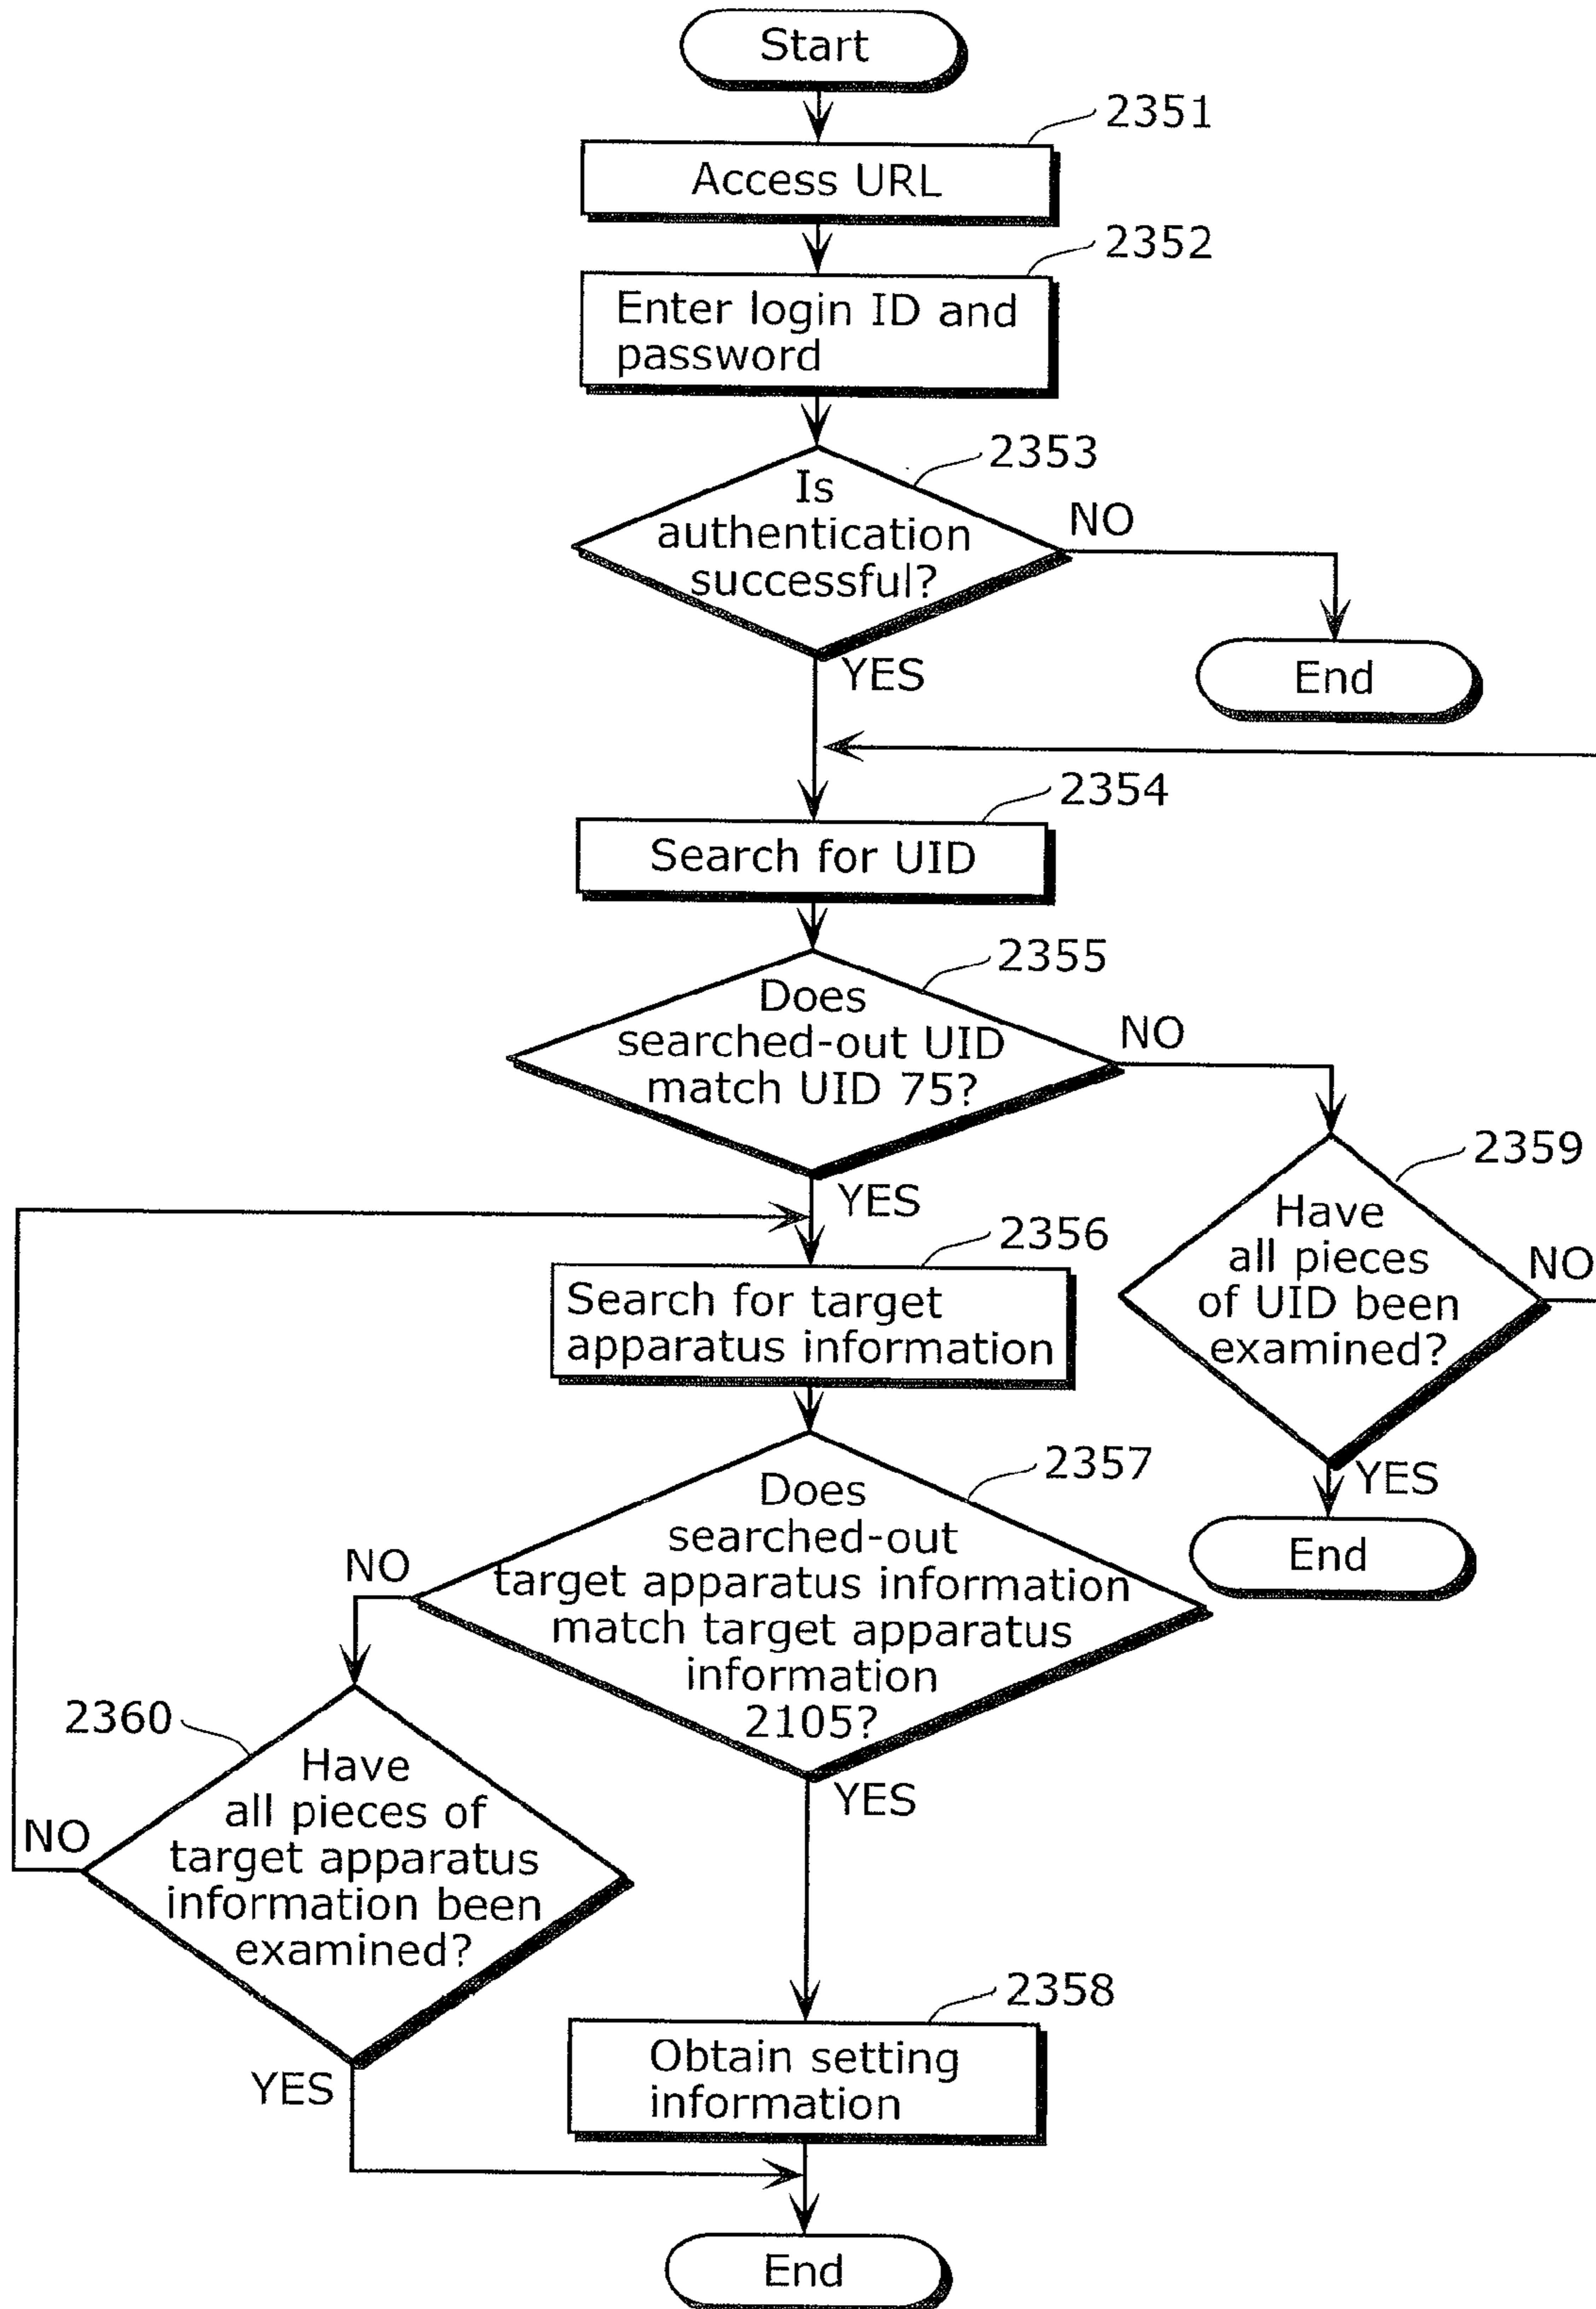 Start
2351
Access URL
2352
Enter login ID and
password
2353
Is
authentication
successful?
NO
End
YES
2354
Search for UID
2355
Does
searched-out UID
match UID 75?
NO
2359
Have
all pieces
of UID been
examined?
NO
YES
End
YES
2356
Search for target
apparatus information
2357
Does
searched-out
target apparatus information
match target apparatus
information
2105?
NO
2360
Have
all pieces of
target apparatus
information been
examined?
NO
YES
YES
2358
Obtain setting
information
End